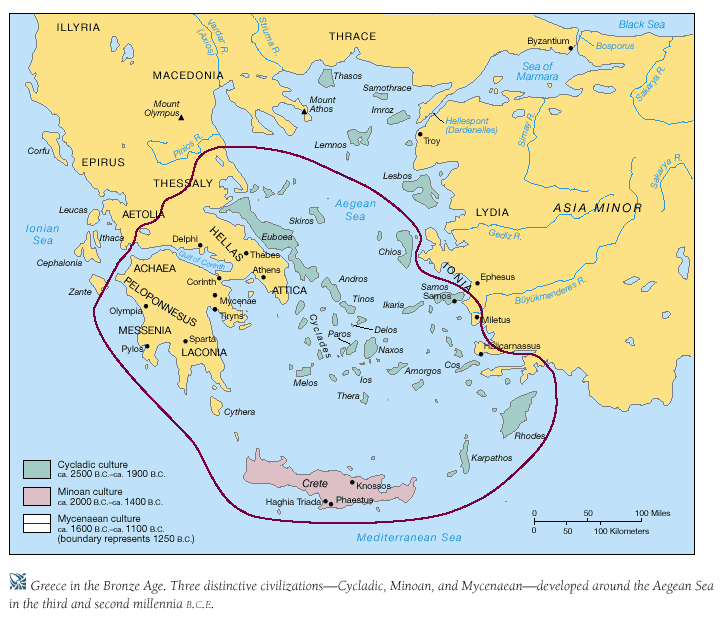 ILLYRIA
Vardar R.
(Axios)
Struma R.
THRACE
Black Sea
Byzantium
Bosporus
Sea of
Marmara
Sakarya R.
MACEDONIA
Thasos
Samothrace
Mount
Olympus
Mount
Athos
Imroz
Hellespont
(Dardenelles)
Simav R.
Corfu
Pinios R.
Lemnos
Troy
EPIRUS
Sakarya R.
THESSALY
Lesbos
Leucas
AETOLIA
Aegean
Sea
LYDIA
ASIA MINOR
Ionian
Sea
Skiros
Ithaca
Delphi
HELLAS
Euboea
Gediz R.
Cephalonia
Gulf of Corinth
Thebes
Chios
ACHAEA
Athens
IONIA
Ephesus
Zante
Corinth
ATTICA
Andros
Samos
Samos
Büyükmenderes R.
PELOPONNESUS
Mycenae
Tinos
Ikaria
Olympia
Tiryns
Miletus
MESSENIA
Cyclades
Delos
Paros
Pylos
Sparta
Naxos
Halicarnassus
LACONIA
Cos
Melos
Ios
Amorgos
Thera
Cythera
Rhodes
Karpathos
Crete
Knossos
Haghia Triada
Phaestus
Cycladic culture
ca. 2500 B.C.–ca. 1900 B.C.
Minoan culture
ca. 2000 B.C.–ca. 1400 B.C.
Mycenaean culture
ca. 1600 B.C.–ca. 1100 B.C.
(boundary represents 1250 B.C.)
0 50 100 Miles
0 50 100 Kilometers
Mediterranean Sea
Greece in the Bronze Age. Three distinctive civilizations—Cycladic, Minoan, and Mycenaean—developed around the Aegean Sea
in the third and second millennia B.C.E.